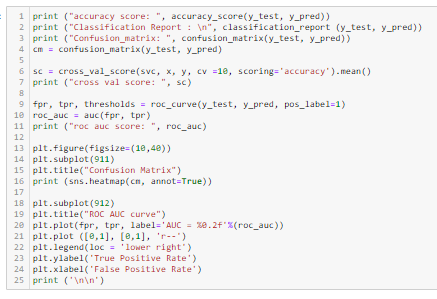 1 print ("accuracy score: ", accuracy_score(y_test, y_pred))
2 print ("Classification Report : \n", classification_report (y_test, y_pred))
3 print ("Confusion_matrix: ", confusion_matrix(y_test, y_pred))
4 cm = confusion_matrix(y_test, y_pred)
5
6 sc = cross_val_score(svc, x, y, cv =10, scoring='accuracy').mean()
7 print ("cross val score: ", sc)
8
9 fpr, tpr, thresholds = roc_curve(y_test, y_pred, pos_label=1)
10 roc_auc = auc(fpr, tpr)
11 print ("roc auc score: ", roc_auc)
12
13 plt.figure(figsize=(10,40))
14 plt.subplot(911)
15 plt.title("Confusion Matrix")
16 print (sns.heatmap(cm, annot=True))
17
18 plt.subplot(912)
19 plt.title("ROC AUC curve")
20 plt.plot(fpr, tpr, label='AUC = %0.2f'%(roc_auc))
21 plt.plot ([0,1], [0,1], 'r--')
22 plt.legend(loc = 'lower right')
23 plt.ylabel('True Positive Rate')
24 plt.xlabel('False Positive Rate')
25 print ('\n\n')